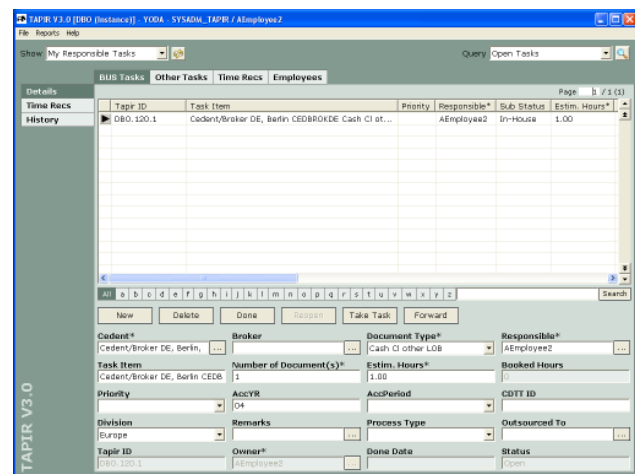 TAPIR V3.0 [DBO (Instance)] - YODA - SYSADM_TAPIR / AEmployee2
File Reports Help
Show My Responsible Tasks Query Open Tasks
BUS Tasks Other Tasks Time Recs Employees
Details
Page 1 / 1 (1)
Time Recs
History
Tapir ID Task Item Priority Responsible* Sub Status Estim. Hours*
DBO.120.1 Cedent/Broker DE, Berlin CEDBROKDE Cash Cl ot... AEmployee2 In-House 1.00
All a b c d e f g h i j k l m n o p q r s t u v w x y z Search
New Delete Done Reopen Take Task Forward
Cedent* Broker Document Type* Responsible*
Cedent/Broker DE, Berlin, ... ... Cash Cl other LOB AEmployee2 ...
Task Item Number of Document(s)* Estim. Hours* Booked Hours
Cedent/Broker DE, Berlin CEDB 1 1.00 0
Priority AccYR AccPeriod CDTT ID
04
Division Remarks Process Type Outsourced To
Europe ... ...
Tapir ID Owner* Done Date Status
DBO.120.1 AEmployee2 ... Open
TAPIR V3.0